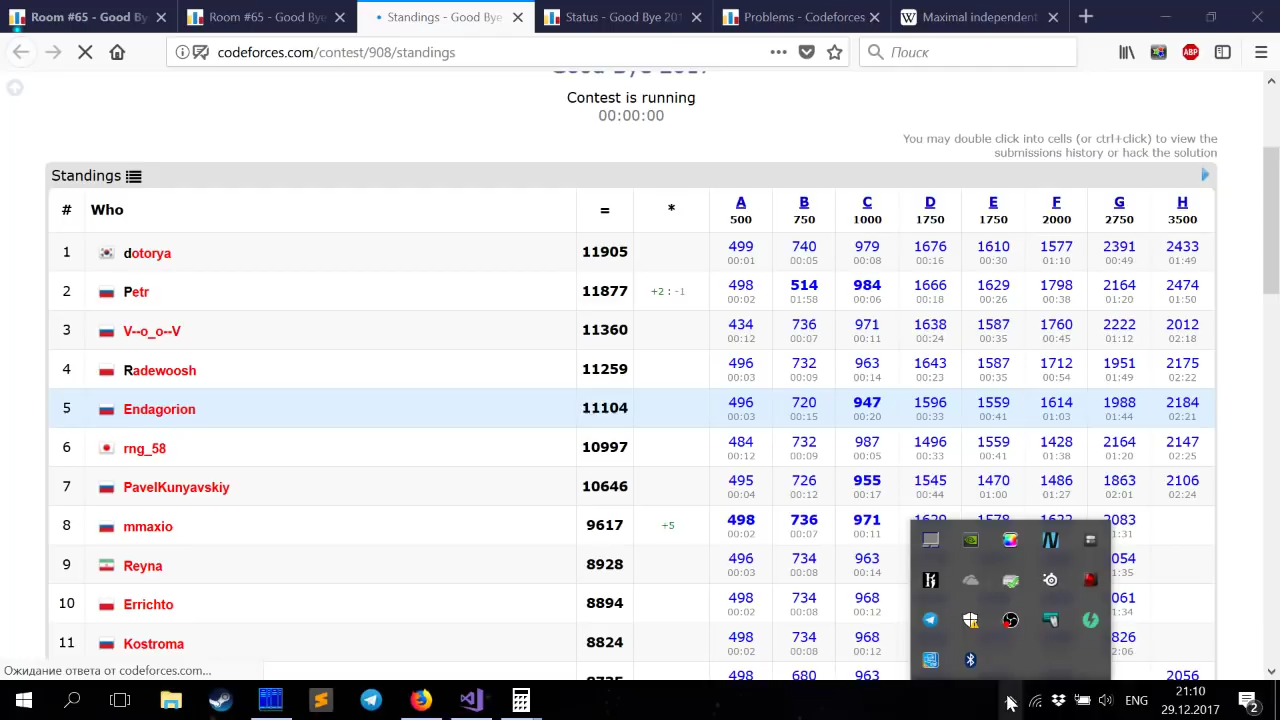 Room #65 - Good Bye
Room #65 - Good Bye
Standings - Good Bye
Status - Good Bye 201
Problems - Codeforces
Maximal independent
codeforces.com/contest/908/standings
Поиск
ABP
Contest is running
00:00:00
You may double click into cells (or ctrl+click) to view the
submissions history or hack the solution
Standings
# Who = * A B C D E F G H
500 750 1000 1750 1750 2000 2750 3500
1 dotorya 11905 499 740 979 1676 1610 1577 2391 2433
00:01 00:05 00:08 00:16 00:30 01:10 00:49 01:49
2 Petr 11877 +2 : -1 498 514 984 1666 1629 1798 2164 2474
00:02 01:58 00:06 00:18 00:26 00:38 01:20 01:50
3 V--o_o--V 11360 434 736 971 1638 1587 1760 2222 2012
00:12 00:07 00:11 00:24 00:35 00:45 01:12 02:18
4 Radewoosh 11259 496 732 963 1643 1587 1712 1951 2175
00:03 00:09 00:14 00:23 00:35 00:54 01:49 02:22
5 Endagorion 11104 496 720 947 1596 1559 1614 1988 2184
00:03 00:15 00:20 00:33 00:41 01:03 01:44 02:21
6 rng_58 10997 484 732 987 1496 1559 1428 2164 2147
00:12 00:09 00:05 00:33 00:41 01:38 01:20 02:25
7 PavelKunyavskiy 10646 495 726 955 1545 1470 1486 1863 2106
00:04 00:12 00:17 00:44 01:00 01:27 02:01 02:24
8 mmaxio 9617 +5 498 736 971
00:02 00:07 00:11 1:31
9 Reyna 8928 496 734 963
00:03 00:08 00:14 1:35
10 Errichto 8894 498 734 968
00:02 00:08 00:12 1:34
11 Kostroma 8824 498 734 968
00:02 00:08 00:12 2:06
498 680 963 2056
Ожидание ответа от codeforces.com...
ENG
21:10
29.12.2017
2